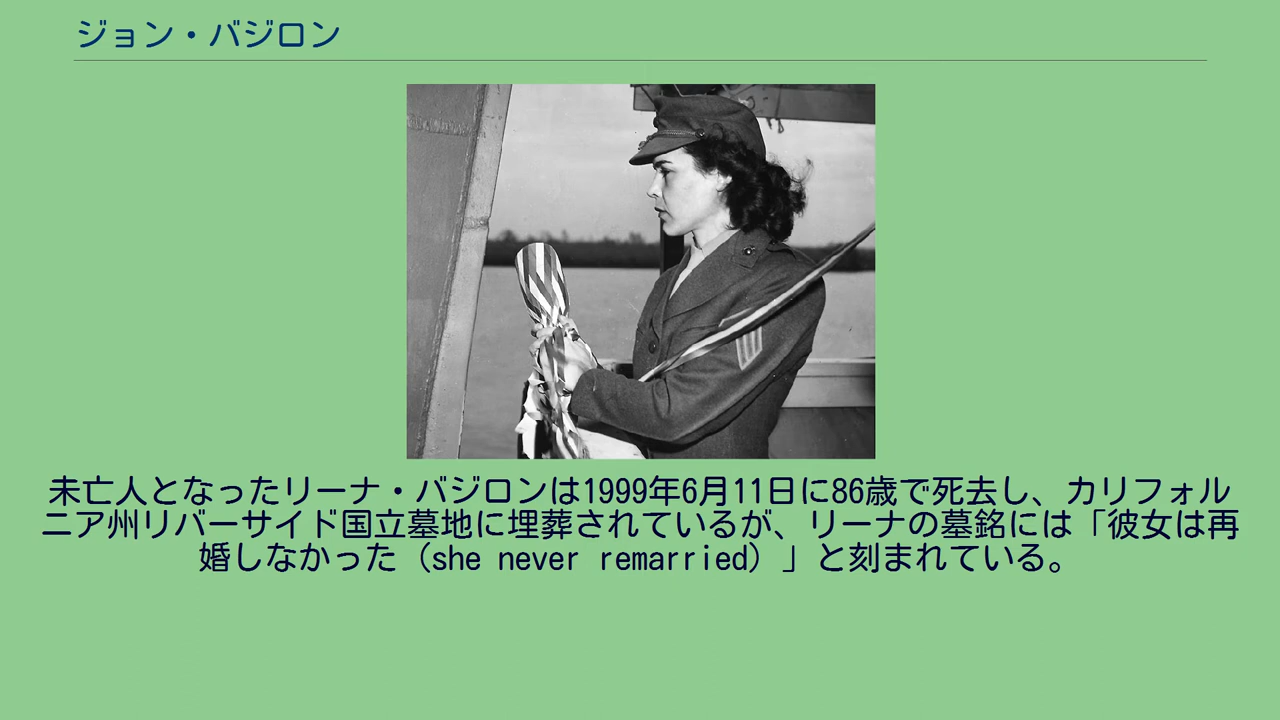 ジョン・バジロン
未亡人となったリーナ・バジロンは1999年6月11日に86歳で死去し、カリフォル
ニア州リバーサイド国立墓地に埋葬されているが、リーナの墓銘には「彼女は再
婚しなかった（she never remarried）」と刻まれている。